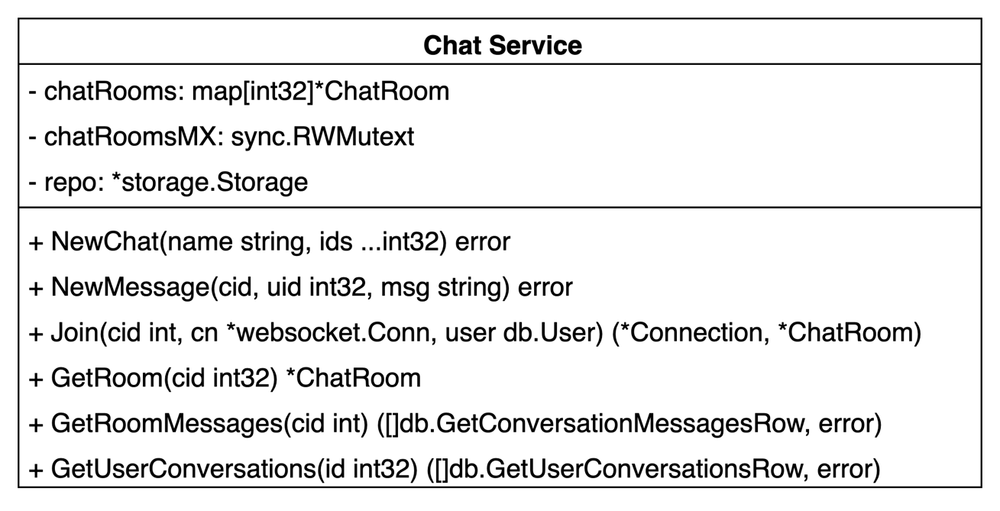 Chat Service
- chatRooms: map[int32]*ChatRoom
- chatRoomsMX: sync.RWMutext
- repo: *storage.Storage
+ NewChat(name string, ids ...int32) error
+ NewMessage(cid, uid int32, msg string) error
+ Join(cid int, cn *websocket.Conn, user db.User) (*Connection, *ChatRoom)
+ GetRoom(cid int32) *ChatRoom
+ GetRoomMessages(cid int) ([]db.GetConversationMessagesRow, error)
+ GetUserConversations(id int32) ([]db.GetUserConversationsRow, error)